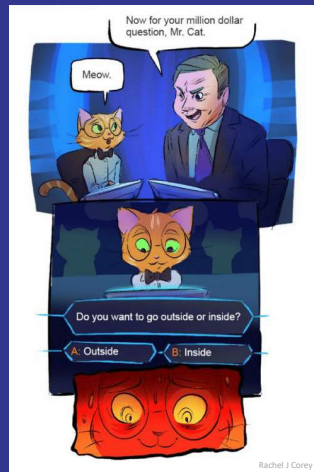 Now for your million dollar
question, Mr. Cat.
Meow.
Do you want to go outside or inside?
A: Outside
B: Inside
Rachel J Corey